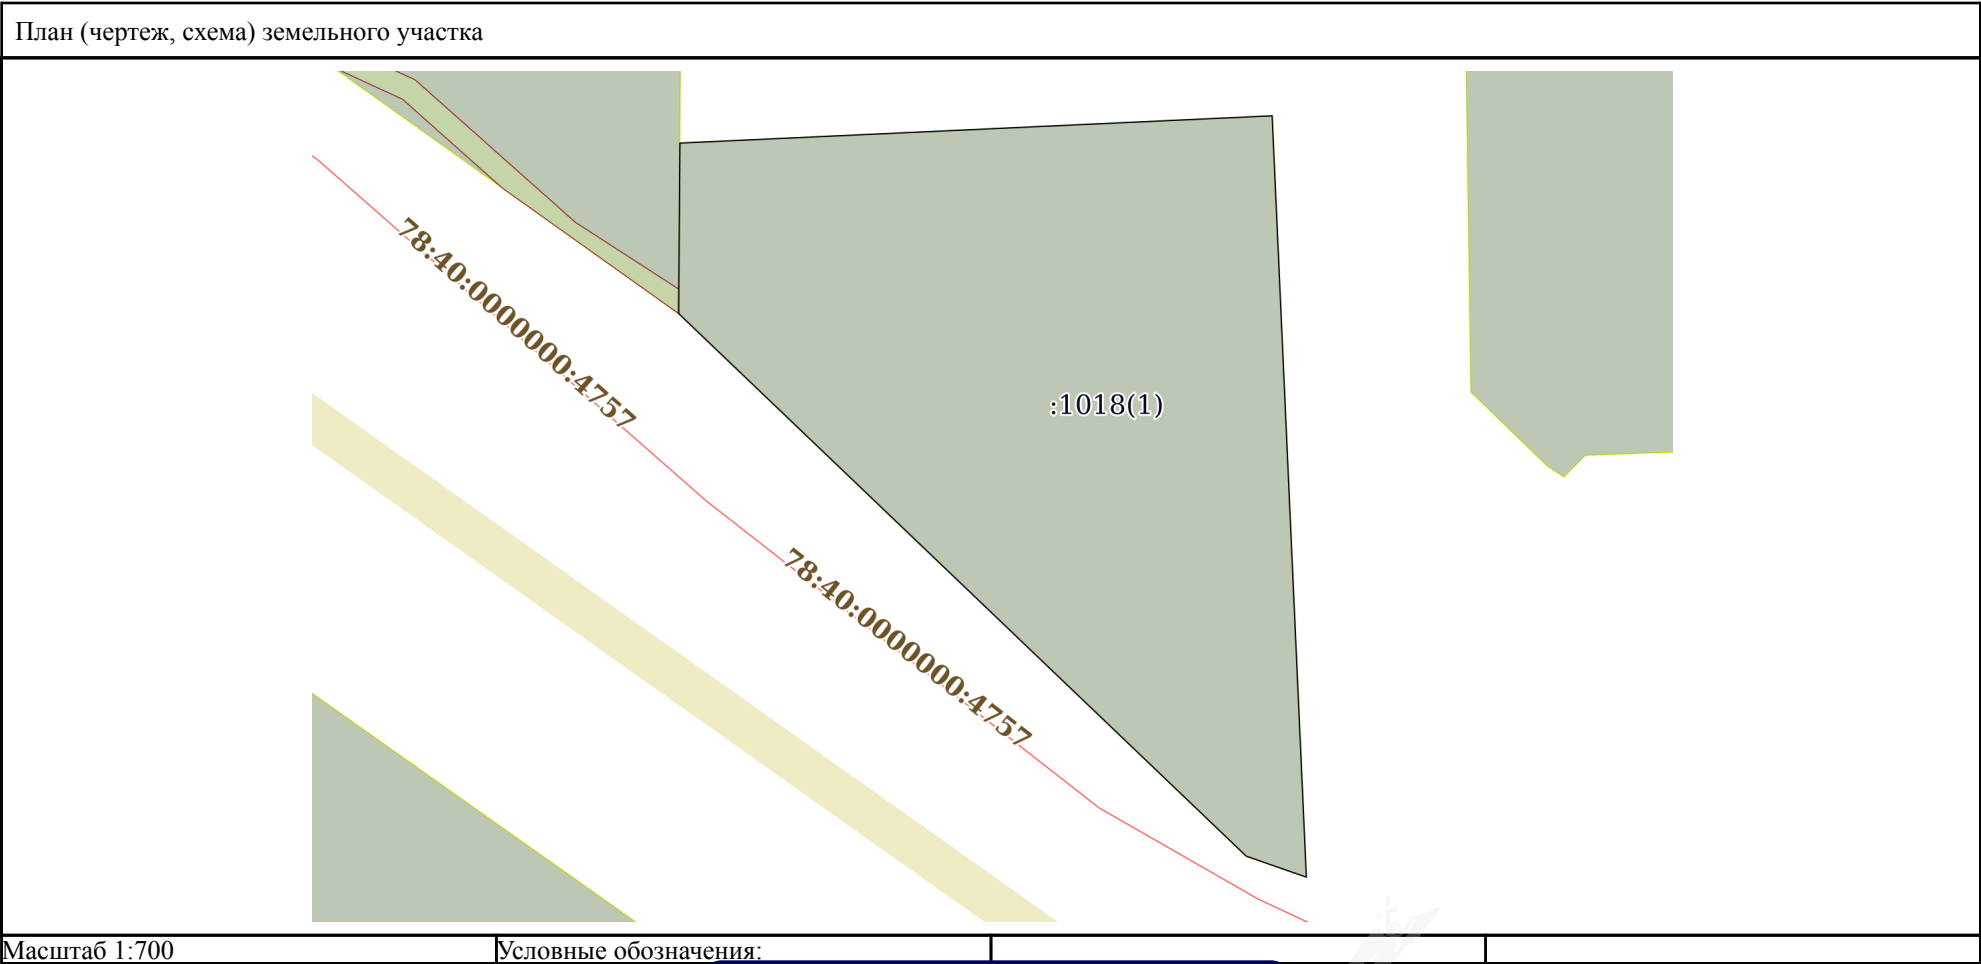 План (чертеж, схема) земельного участка
78:40:0000000:4757
:1018(1)
78:40:0000000:4757
Масштаб 1:700
Условные обозначения: